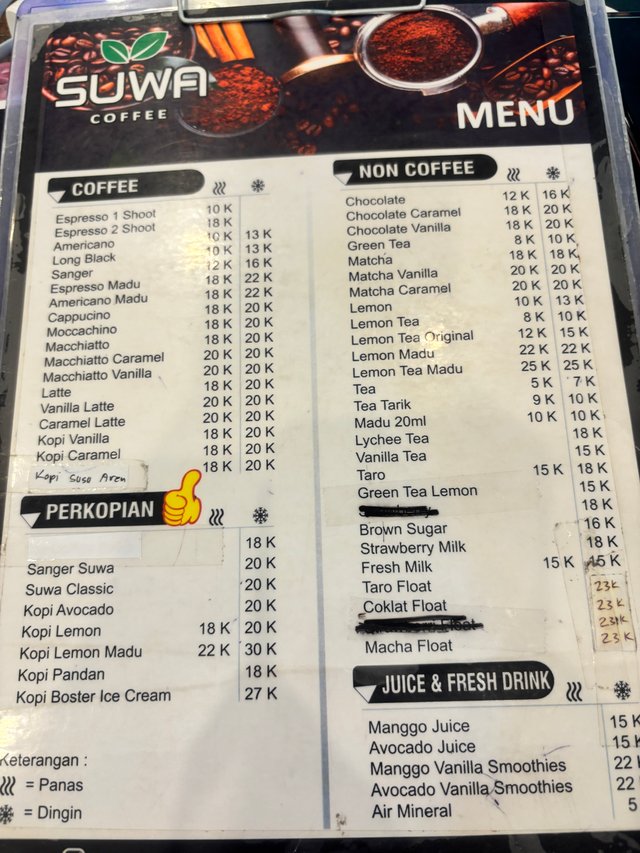 SUWA
COFFEE
MENU
COFFEE
Espresso 1 Shoot 10 K
Espresso 2 Shoot 18 K
Americano 10 K 13 K
Long Black 10 K 13 K
Sanger 12 K 16 K
Espresso Madu 18 K 22 K
Americano Madu 18 K 22 K
Cappucino 18 K 20 K
Moccachino 18 K 20 K
Macchiatto 18 K 20 K
Macchiatto Caramel 20 K 20 K
Macchiatto Vanilla 20 K 20 K
Latte 18 K 20 K
Vanilla Latte 20 K 20 K
Caramel Latte 20 K 20 K
Kopi Vanilla 18 K 20 K
Kopi Caramel 18 K 20 K
Kopi Susu Aren 18 K 20 K
PERKOPIAN
18 K
Sanger Suwa 20 K
Suwa Classic 20 K
Kopi Avocado 20 K
Kopi Lemon 18 K 20 K
Kopi Lemon Madu 22 K 30 K
Kopi Pandan 18 K
Kopi Boster Ice Cream 27 K
Keterangan :
= Panas
= Dingin
NON COFFEE
Chocolate 12 K 16 K
Chocolate Caramel 18 K 20 K
Chocolate Vanilla 18 K 20 K
Green Tea 8 K 10 K
Matcha 18 K 18 K
Matcha Vanilla 20 K 20 K
Matcha Caramel 20 K 20 K
Lemon 10 K 13 K
Lemon Tea 8 K 10 K
Lemon Tea Original 12 K 15 K
Lemon Madu 22 K 22 K
Lemon Tea Madu 25 K 25 K
Tea 5 K 7 K
Tea Tarik 9 K 10 K
Madu 20ml 10 K 10 K
Lychee Tea 18 K
Vanilla Tea 15 K
Taro 15 K 18 K
Green Tea Lemon 15 K
18 K
Brown Sugar 16 K
Strawberry Milk 18 K
Fresh Milk 15 K 15 K
Taro Float 23 K
Coklat Float 23 K
Float 23 K
Macha Float 23 K
JUICE & FRESH DRINK
Manggo Juice 15 K
Avocado Juice 15 K
Manggo Vanilla Smoothies 22
Avocado Vanilla Smoothies 22
Air Mineral 5